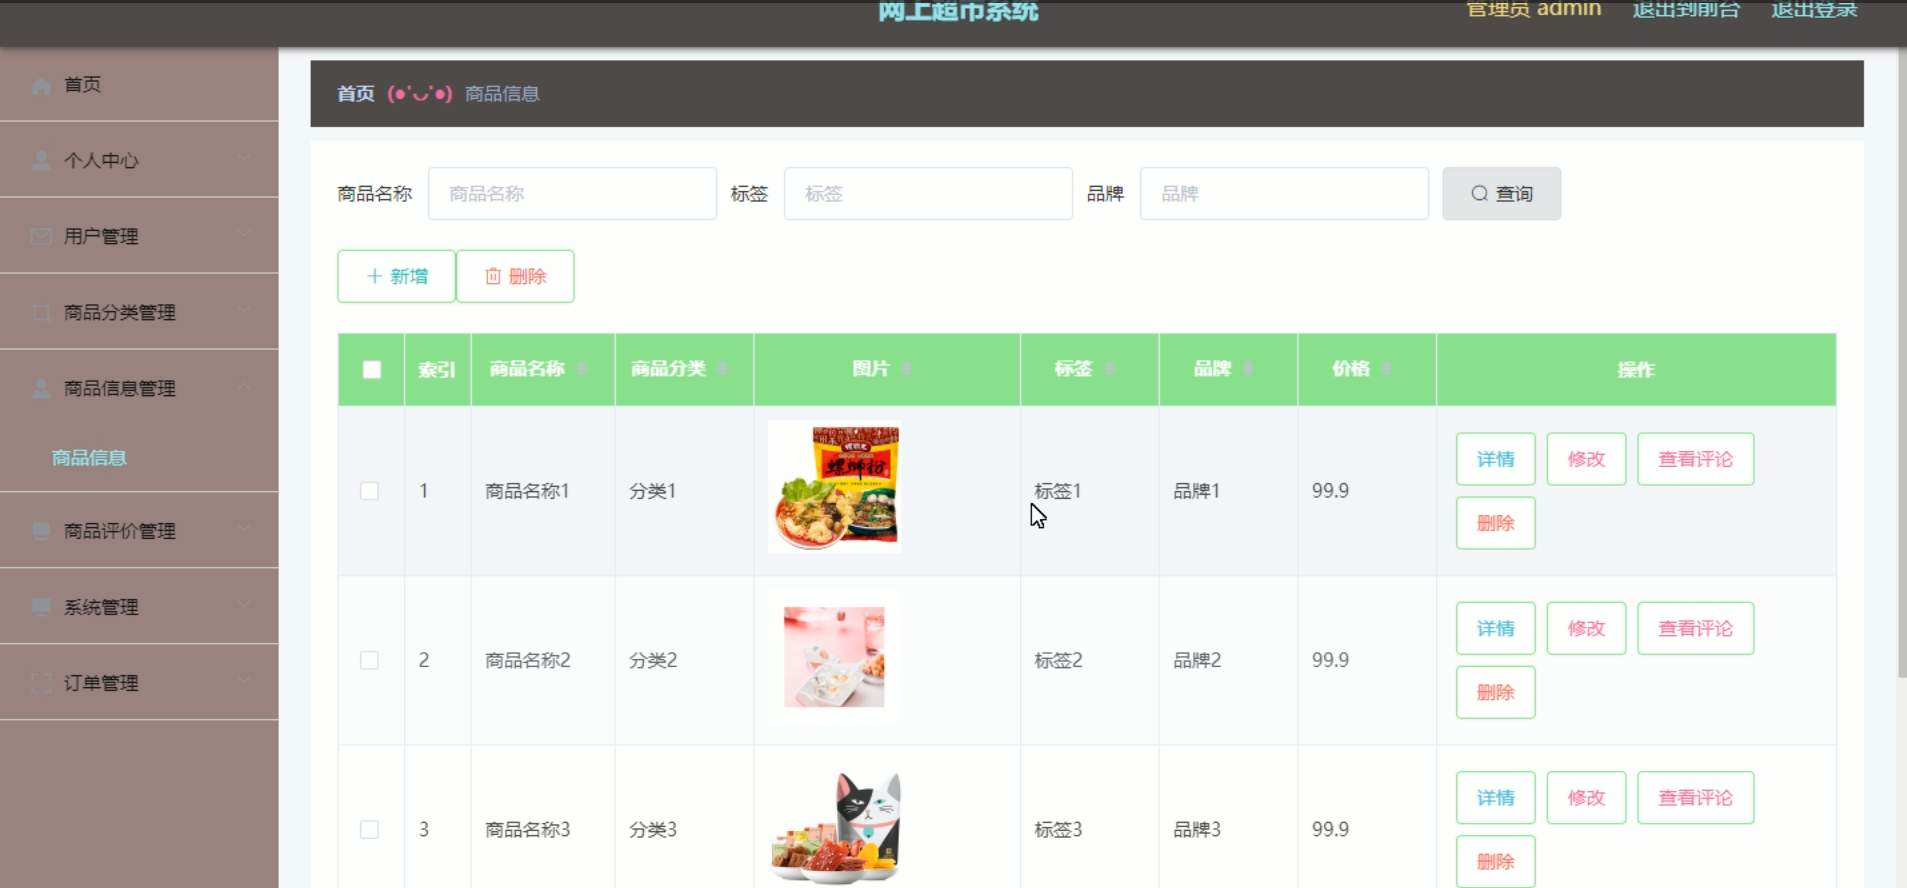 网上超市系统
管理员 admin 退出到前台 退出登录
首页
个人中心
用户管理
商品分类管理
商品信息管理
商品信息
商品评价管理
系统管理
订单管理
首页 (●'◡'●) 商品信息
商品名称 商品名称 标签 标签 品牌 品牌 查询
新增 删除
索引 商品名称 商品分类 图片 标签 品牌 价格 操作
螺蛳粉
1 商品名称1 分类1 标签1 品牌1 99.9 详情 修改 查看评论
删除
2 商品名称2 分类2 标签2 品牌2 99.9 详情 修改 查看评论
删除
3 商品名称3 分类3 标签3 品牌3 99.9 详情 修改 查看评论
删除